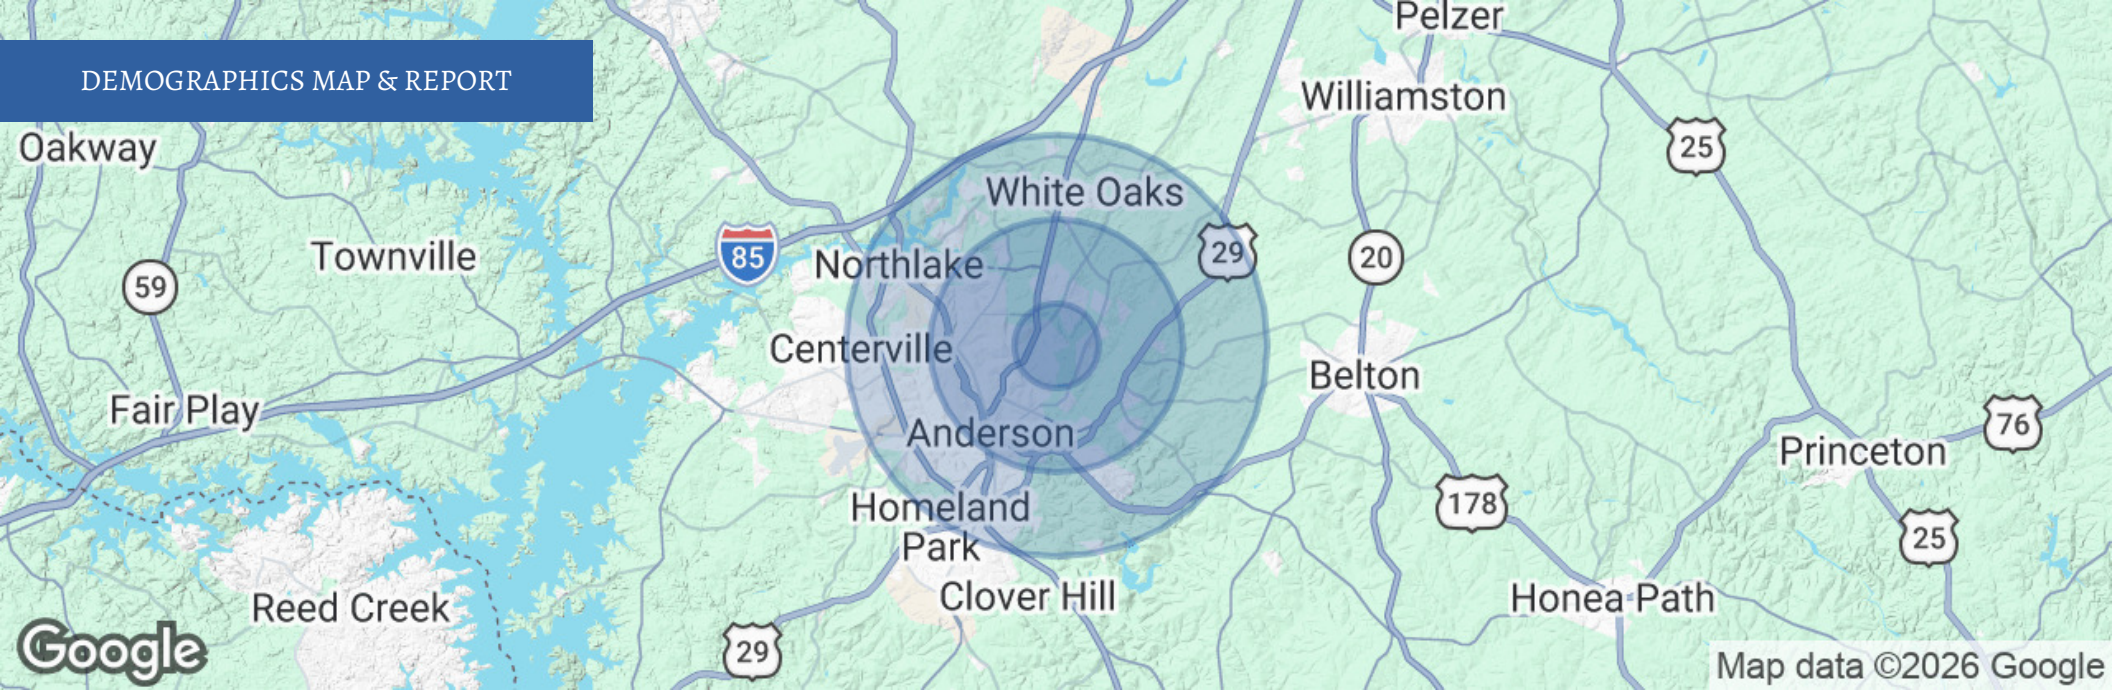 Pelzer
DEMOGRAPHICS MAP & REPORT
Williamston
Oakway
25
White Oaks
Townville
85
Northlake
29
20
59
Centerville
Belton
Fair Play
Anderson
76
Princeton
Homeland
Park
178
25
Clover Hill
Honea Path
Reed Creek
Google
29
Map data ©2026 Google